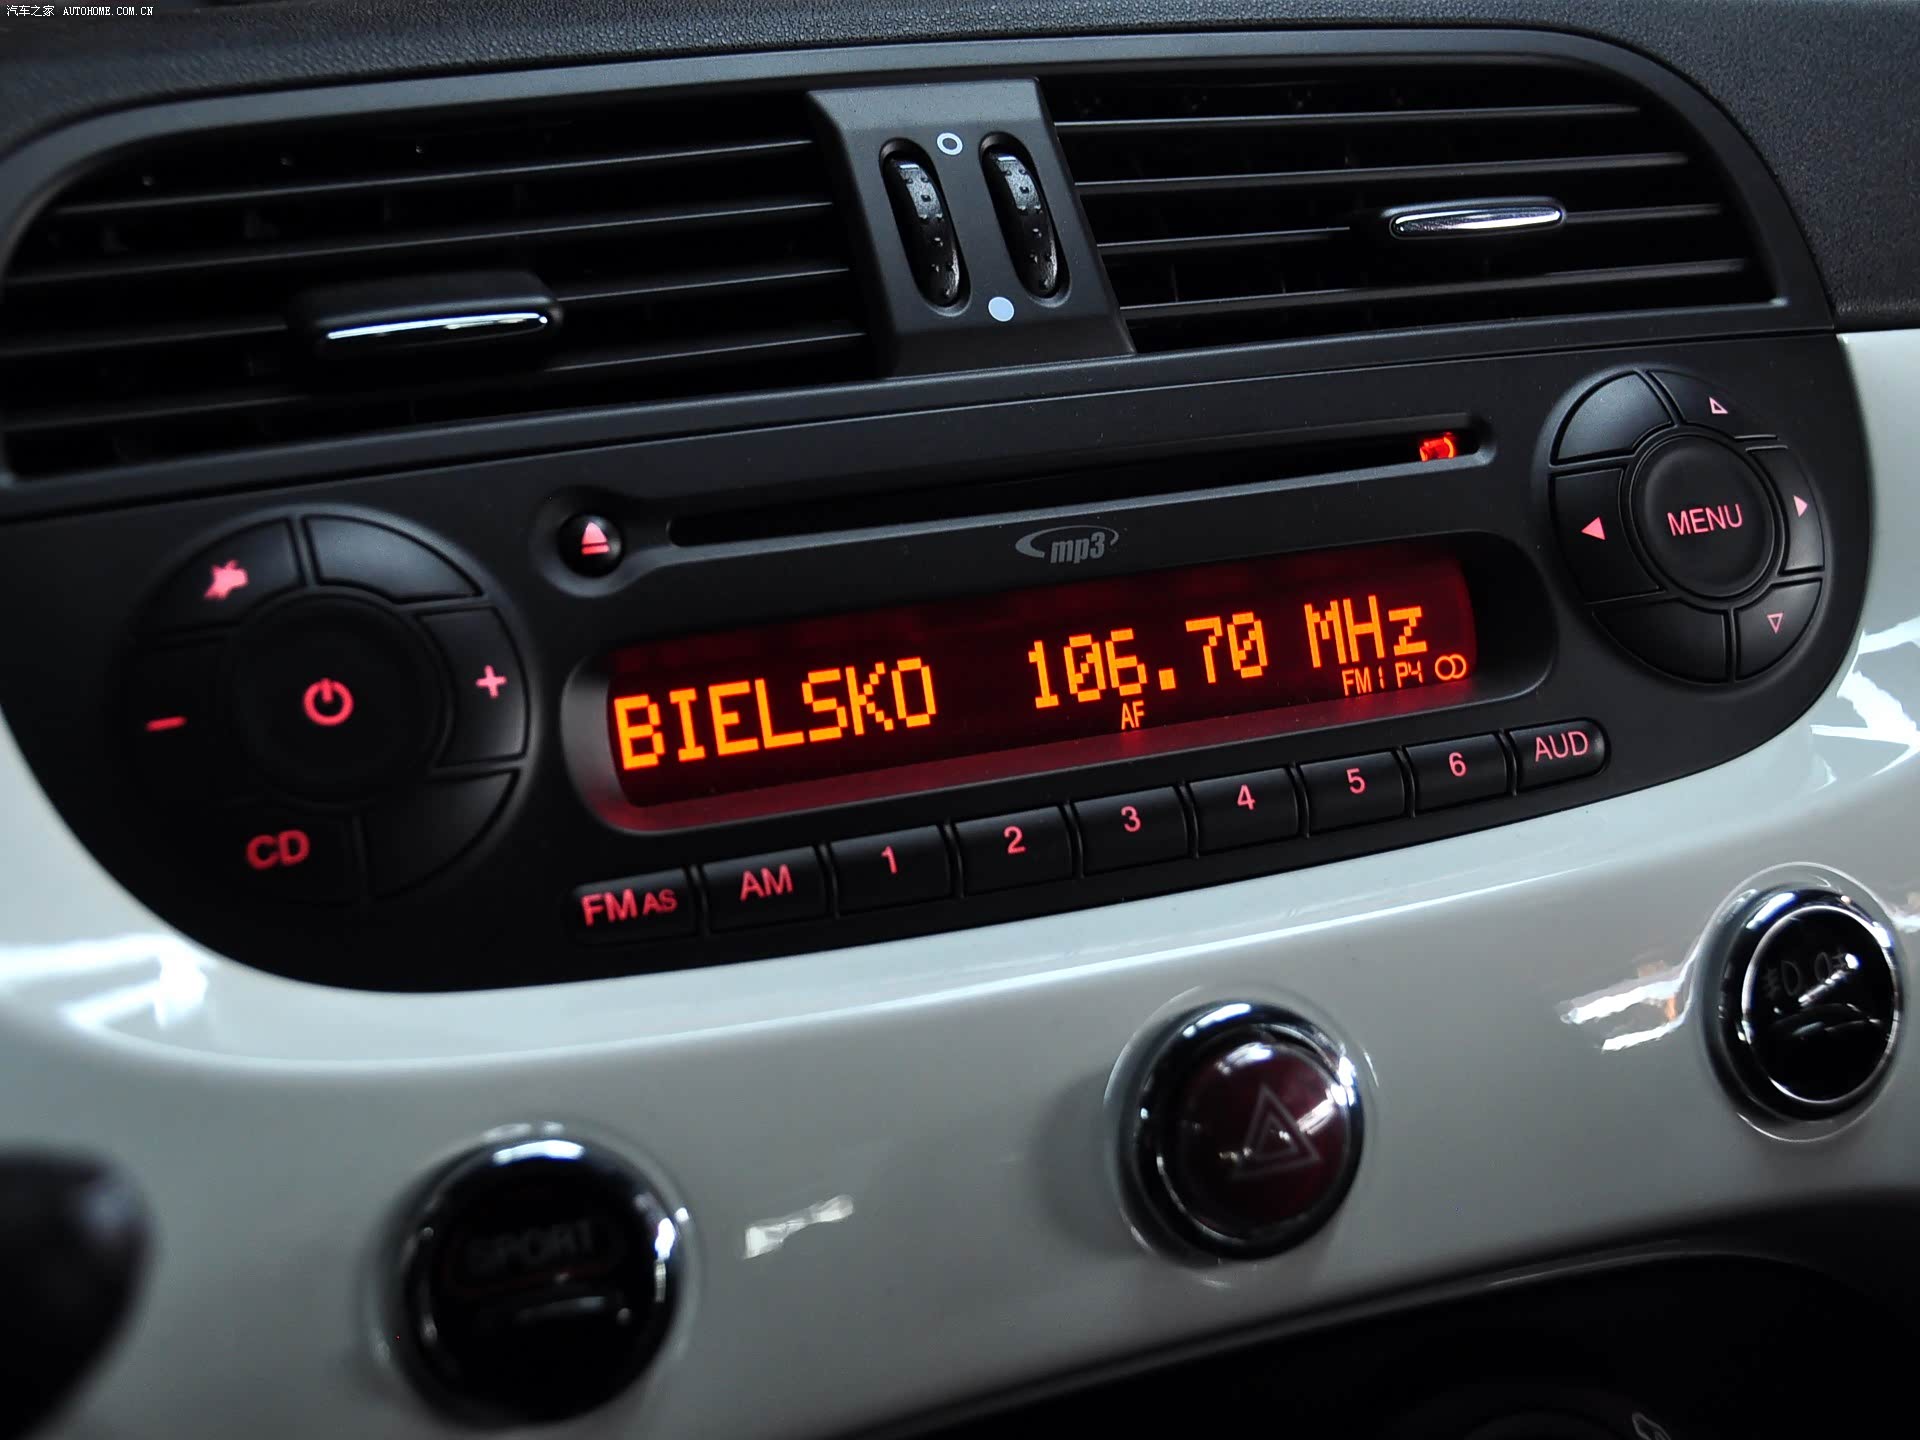 汽车之家 AUTOHOME.COM.CN
mp3
MENU
BIELSKO 106.70 MHz
AF FM1 P4
CD
FM AS AM 1 2 3 4 5 6 AUD
SPORT